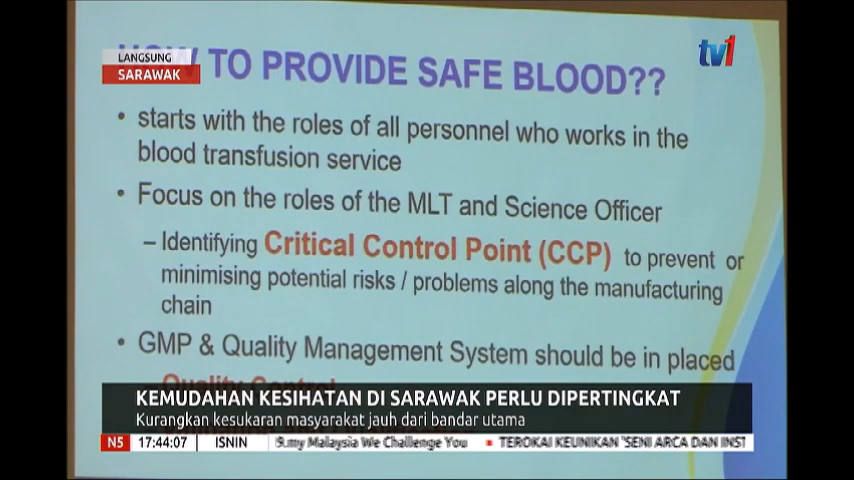 LANGSUNG
SARAWAK
tv1
TO PROVIDE SAFE BLOOD??
• starts with the roles of all personnel who works in the
blood transfusion service
• Focus on the roles of the MLT and Science Officer
– Identifying Critical Control Point (CCP) to prevent or
minimising potential risks / problems along the manufacturing
chain
• GMP & Quality Management System should be in placed
– Quality Control
KEMUDAHAN KESIHATAN DI SARAWAK PERLU DIPERTINGKAT
Kurangkan kesukaran masyarakat jauh dari bandar utama
N5 17:44:07 ISNIN 9.my Malaysia We Challenge You ▪ TEROKAI KEUNIKAN 'SENI ARCA DAN INST